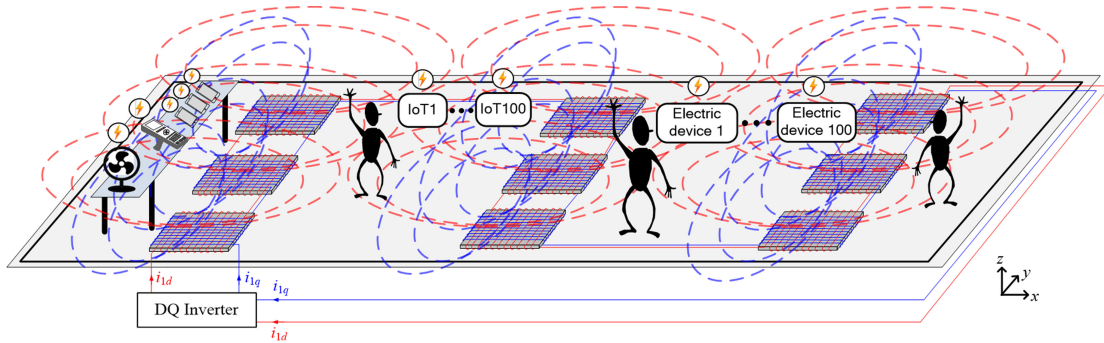 IoT1
IoT100
Electric
device 1
Electric
device 100
i1d
i1q
i1q
DQ Inverter
i1d
z
y
x